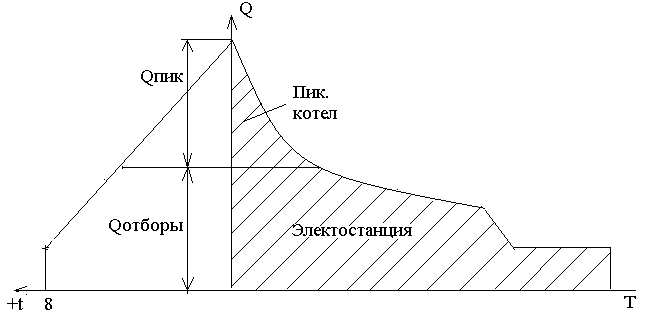 Q
Qпик
Пик.
котел
Qотборы
Электостанция
+t
8
T